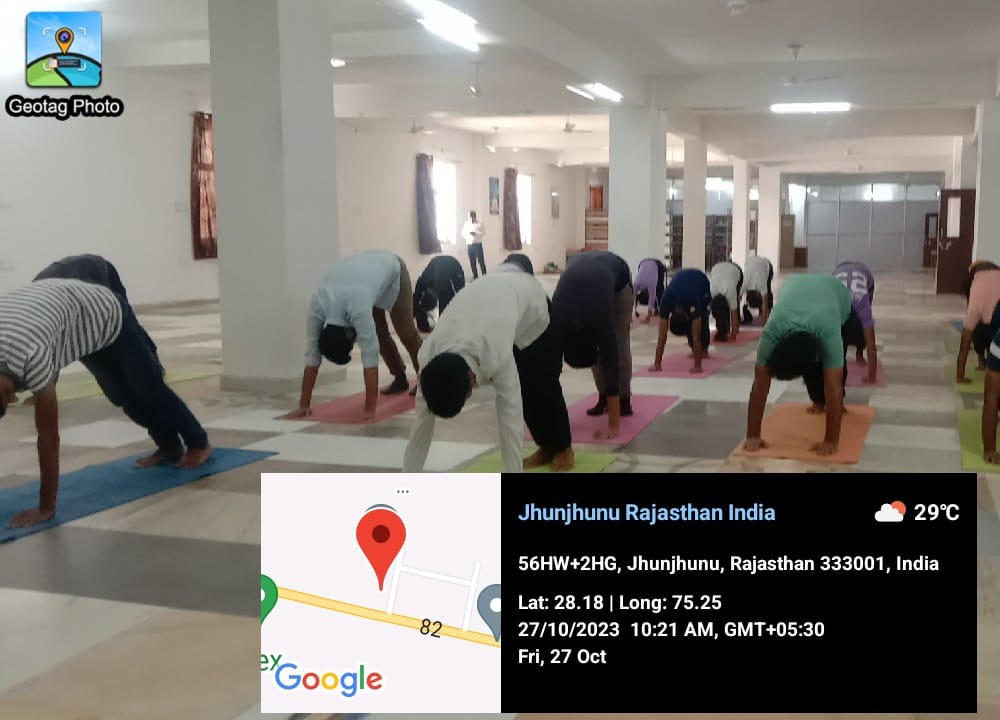 Geotag Photo
Jhunjhunu Rajasthan India
29°C
56HW+2HG, Jhunjhunu, Rajasthan 333001, India
Lat: 28.18 | Long: 75.25
27/10/2023 10:21 AM, GMT+05:30
Fri, 27 Oct
82
ex
Google